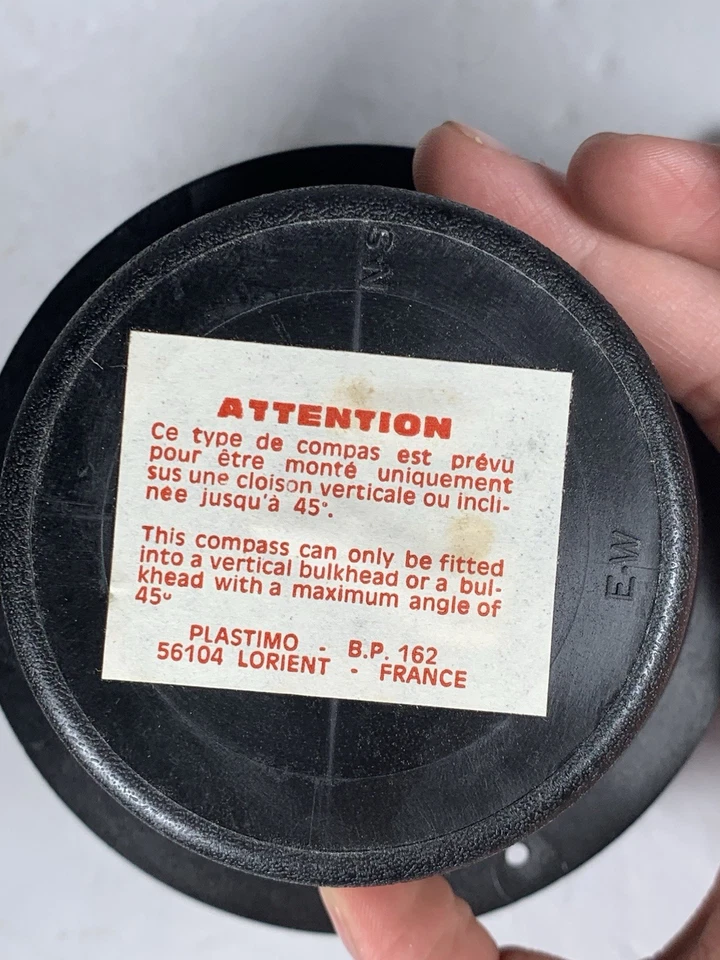 N-S
ATTENTION
Ce type de compas est prévu
pour être monté uniquement
sus une cloison verticale ou incli-
née jusqu'à 45°.
This compass can only be fitted
into a vertical bulkhead or a bul-
khead with a maximum angle of
45°
E-W
PLASTIMO - B.P. 162
56104 LORIENT - FRANCE